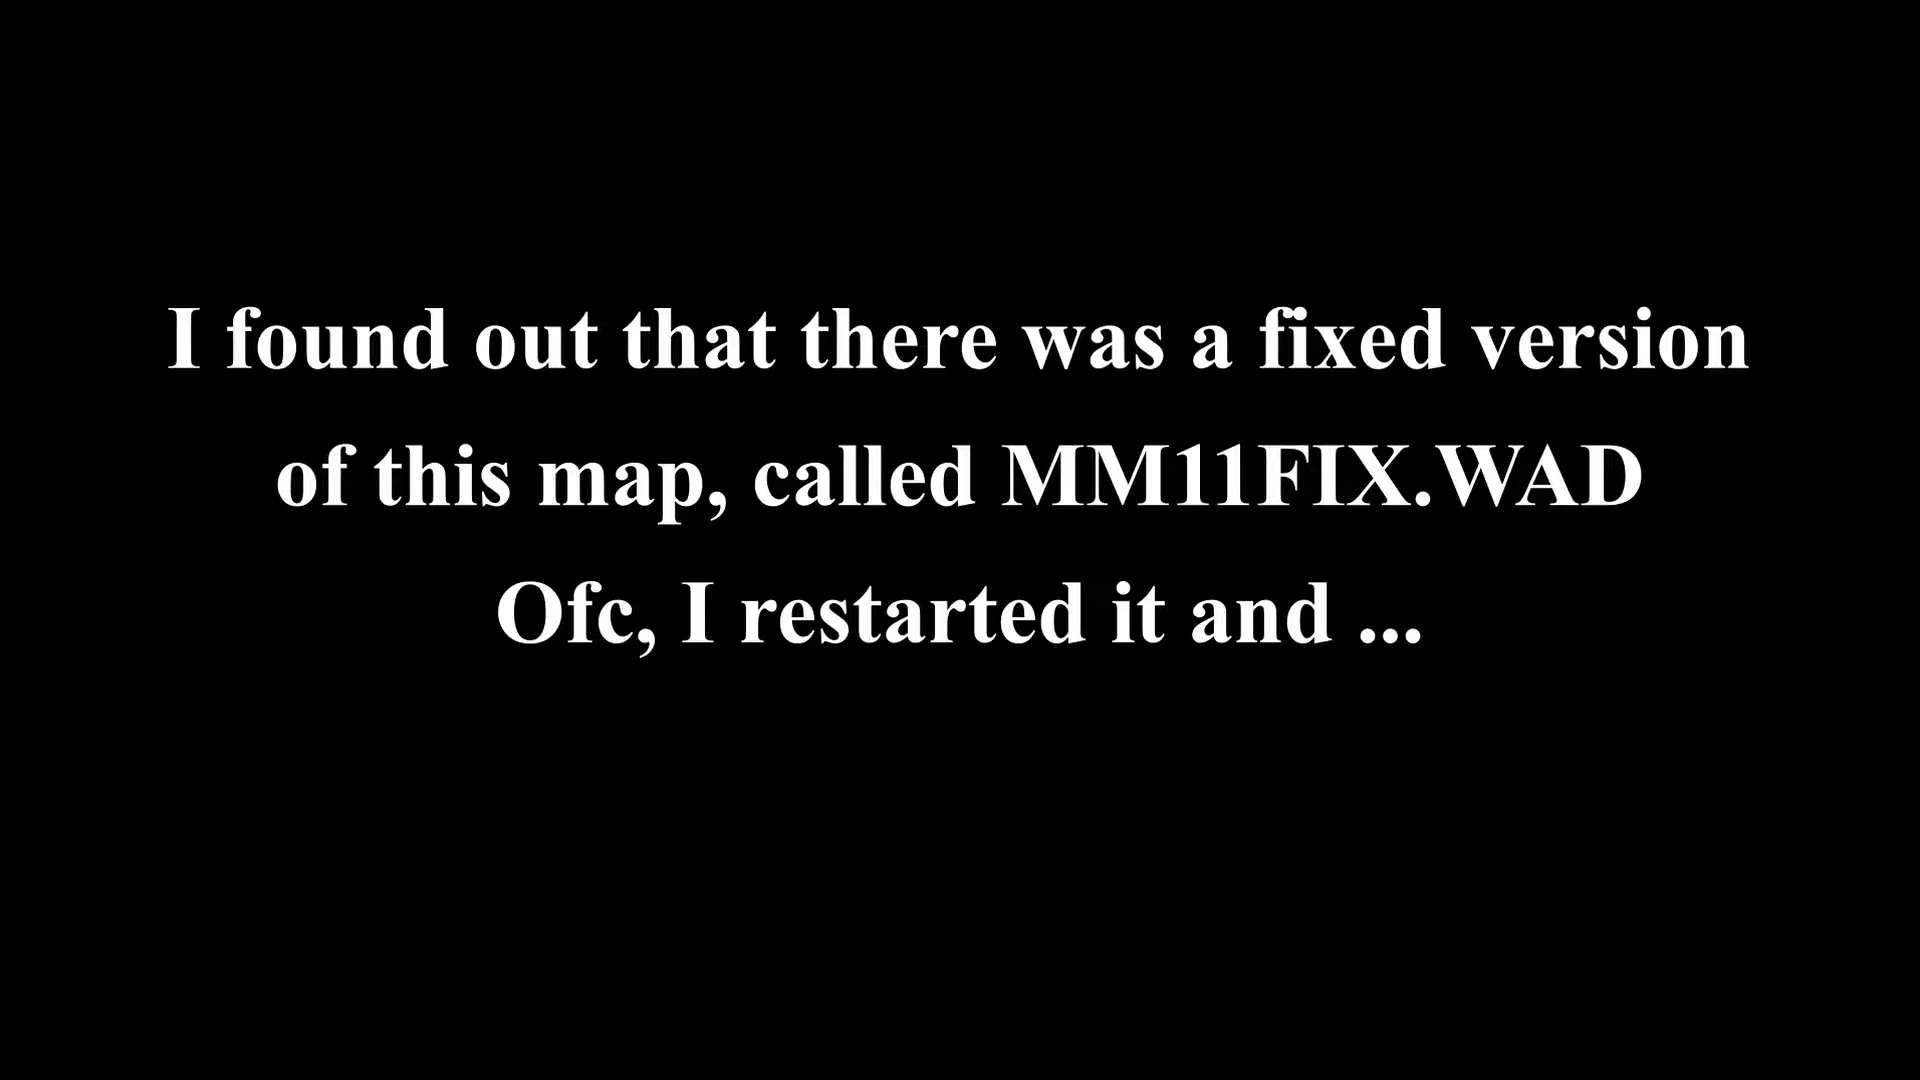 I found out that there was a fixed version
of this map, called MM11FIX.WAD
Ofc, I restarted it and ...